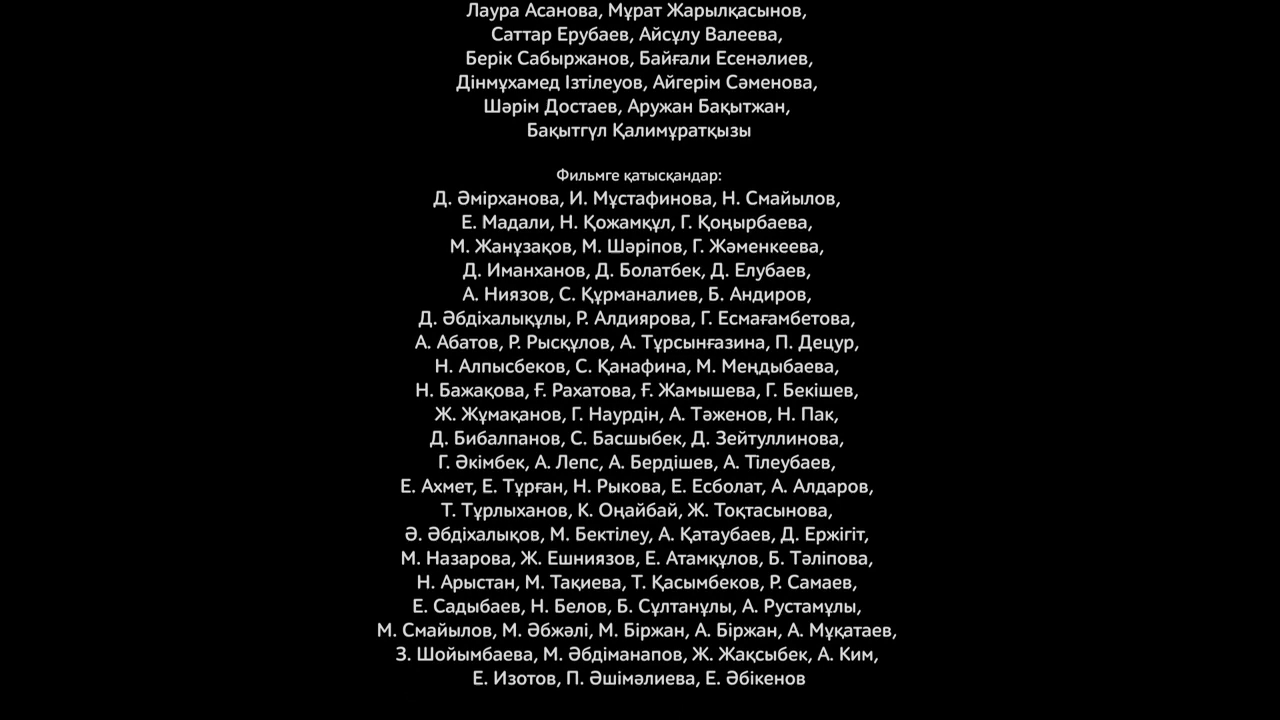 Лаура Асанова, Мұрат Жарылқасынов,
Саттар Ерубаев, Айсұлу Валеева,
Берік Сабыржанов, Байғали Есенәлиев,
Дінмұхамед Ізтілеуов, Айгерім Сәменова,
Шәрім Достаев, Аружан Бақытжан,
Бақытгүл Қалимұратқызы
Фильмге қатысқандар:
Д. Әмірханова, И. Мұстафинова, Н. Смайылов,
Е. Мадали, Н. Қожамқұл, Г. Қоңырбаева,
М. Жанұзақов, М. Шәріпов, Г. Жәменкеева,
Д. Иманханов, Д. Болатбек, Д. Елубаев,
А. Ниязов, С. Құрманалиев, Б. Андиров,
Д. Әбдіхалықұлы, Р. Алдиярова, Г. Есмағамбетова,
А. Абатов, Р. Рысқұлов, А. Тұрсынғазина, П. Децур,
Н. Алпысбеков, С. Қанафина, М. Меңдыбаева,
Н. Бажақова, Ғ. Рахатова, Ғ. Жамышева, Г. Бекішев,
Ж. Жұмақанов, Г. Наурдін, А. Тәженов, Н. Пак,
Д. Бибалпанов, С. Басшыбек, Д. Зейтуллинова,
Г. Әкімбек, А. Лепс, А. Бердішев, А. Тілеубаев,
Е. Ахмет, Е. Тұрған, Н. Рыкова, Е. Есболат, А. Алдаров,
Т. Тұрлыханов, К. Оңайбай, Ж. Тоқтасынова,
Ә. Әбдіхалықов, М. Бектілеу, А. Қатаубаев, Д. Ержігіт,
М. Назарова, Ж. Ешниязов, Е. Атамқұлов, Б. Тәліпова,
Н. Арыстан, М. Тақиева, Т. Қасымбеков, Р. Самаев,
Е. Садыбаев, Н. Белов, Б. Сұлтанұлы, А. Рустамұлы,
М. Смайылов, М. Әбжәлі, М. Біржан, А. Біржан, А. Мұқатаев,
З. Шойымбаева, М. Әбдіманапов, Ж. Жақсыбек, А. Ким,
Е. Изотов, П. Әшімәлиева, Е. Әбікенов